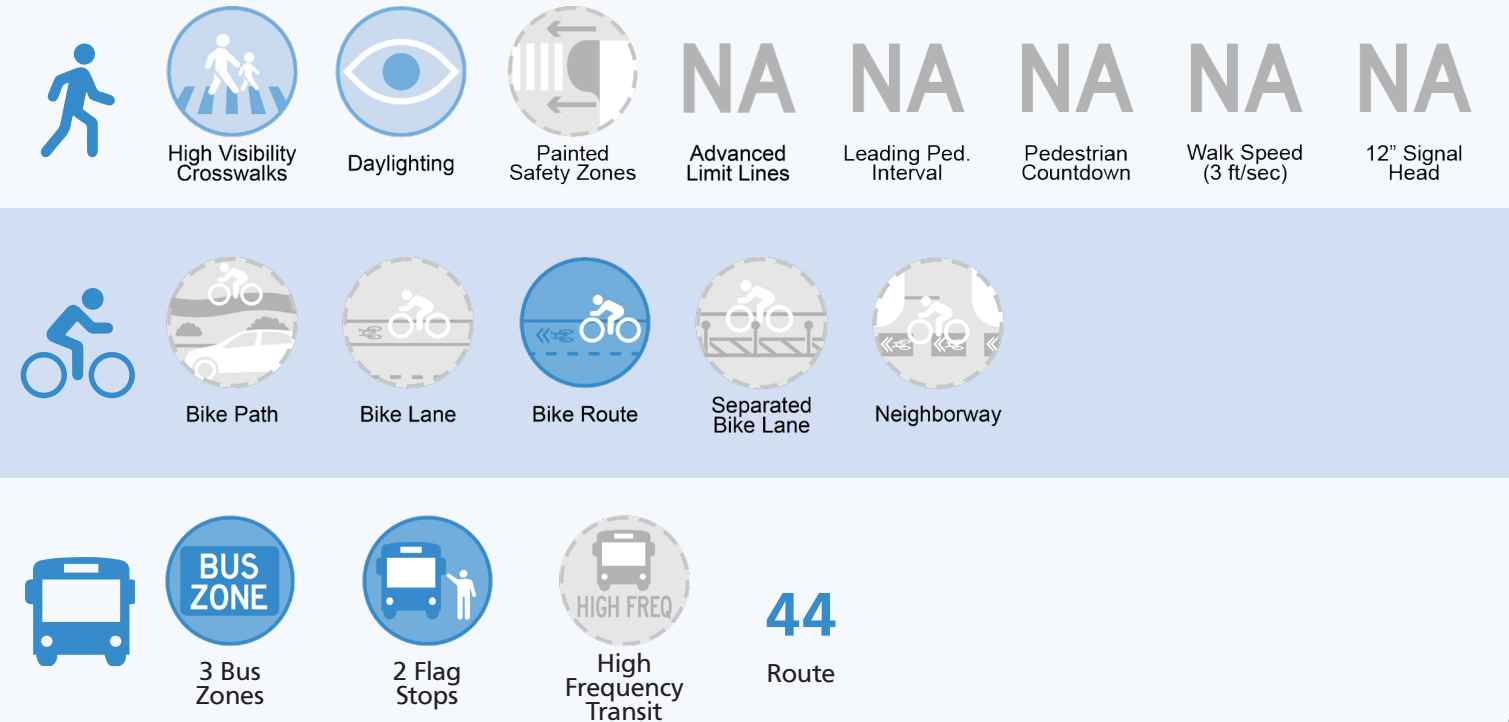 NA NA NA NA NA
High Visibility
Crosswalks
Daylighting
Painted
Safety Zones
Advanced
Limit Lines
Leading Ped.
Interval
Pedestrian
Countdown
Walk Speed
(3 ft/sec)
12” Signal
Head
Bike Path
Bike Lane
Bike Route
Separated
Bike Lane
Neighborway
BUS
ZONE
3 Bus
Zones
2 Flag
Stops
HIGH FREQ
High
Frequency
Transit
44
Route